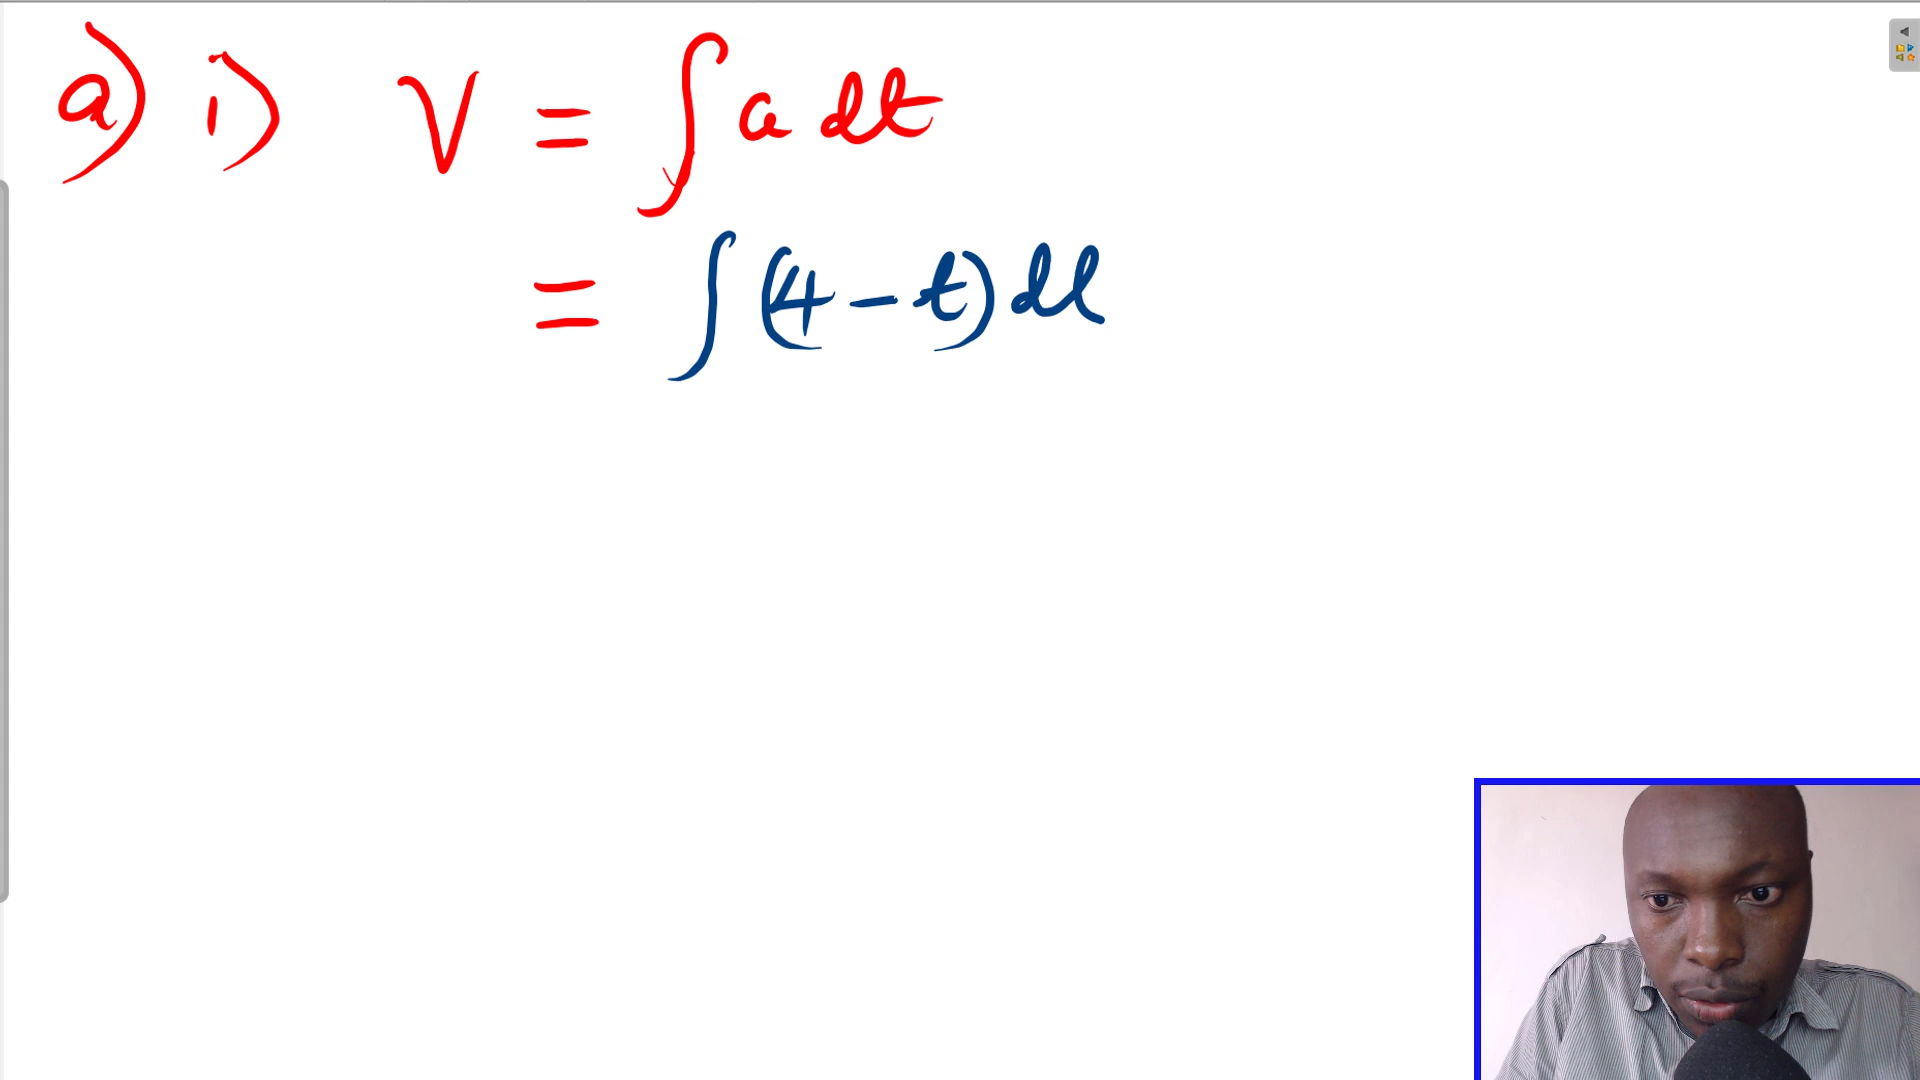 a) i) V = ∫ a dt
= ∫ (4 - t) dt